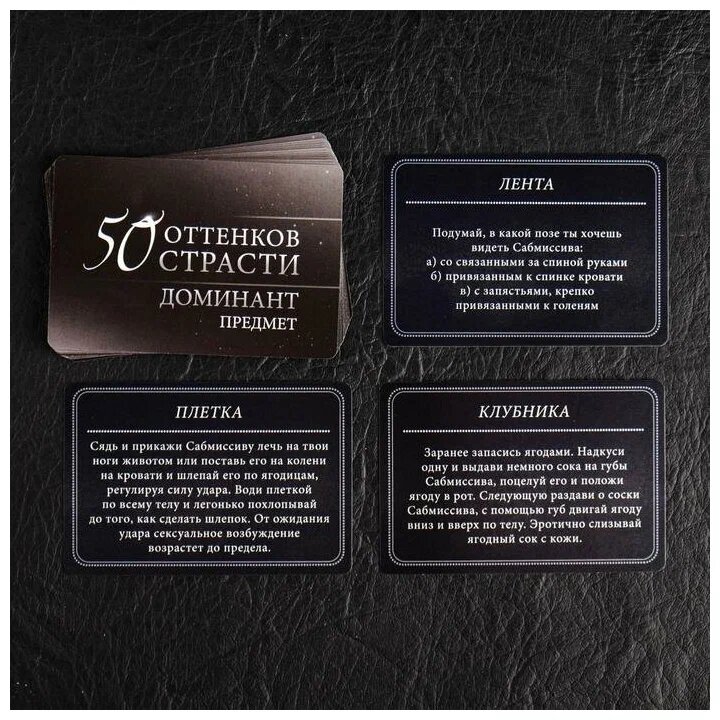 50 ОТТЕНКОВ
СТРАСТИ
ДОМИНАНТ
ПРЕДМЕТ
ЛЕНТА
Подумай, в какой позе ты хочешь
видеть Сабмиссива:
а) со связанными за спиной руками
б) привязанным к спинке кровати
в) с запястьями, крепко
привязанными к голеням
ПЛЕТКА
Сядь и прикажи Сабмиссиву лечь на твои
ноги животом или поставь его на колени
на кровати и шлепай его по ягодицам,
регулируя силу удара. Води плеткой
по всему телу и легонько похлопывай
до того, как сделать шлепок. От ожидания
удара сексуальное возбуждение
возрастет до предела.
КЛУБНИКА
Заранее запасись ягодами. Надкуси
одну и выдави немного сока на губы
Сабмиссива, поцелуй его и положи
ягоду в рот. Следующую раздави о соски
Сабмиссива, с помощью губ двигай ягоду
вниз и вверх по телу. Эротично слизывай
ягодный сок с кожи.